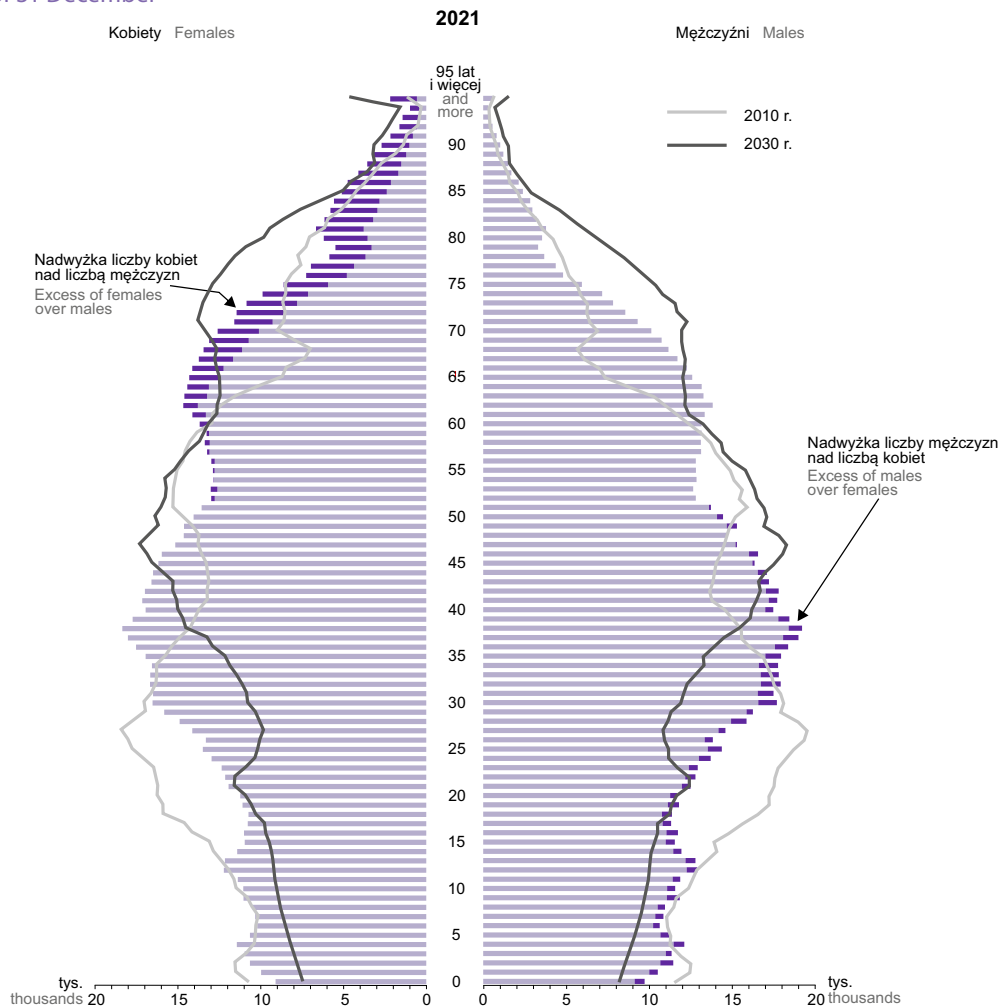 2021
Kobiety Females
Mężczyźni Males
95 lat
i więcej
and
more
2010 r.
2030 r.
90
85
80
Nadwyżka liczby kobiet
nad liczbą mężczyzn
Excess of females
over males
75
70
65
60
Nadwyżka liczby mężczyzn
nad liczbą kobiet
Excess of males
over females
55
50
45
40
35
30
25
20
15
10
5
0
tys.
thousands
20 15 10 5 0
0 5 10 15 20
tys.
thousands